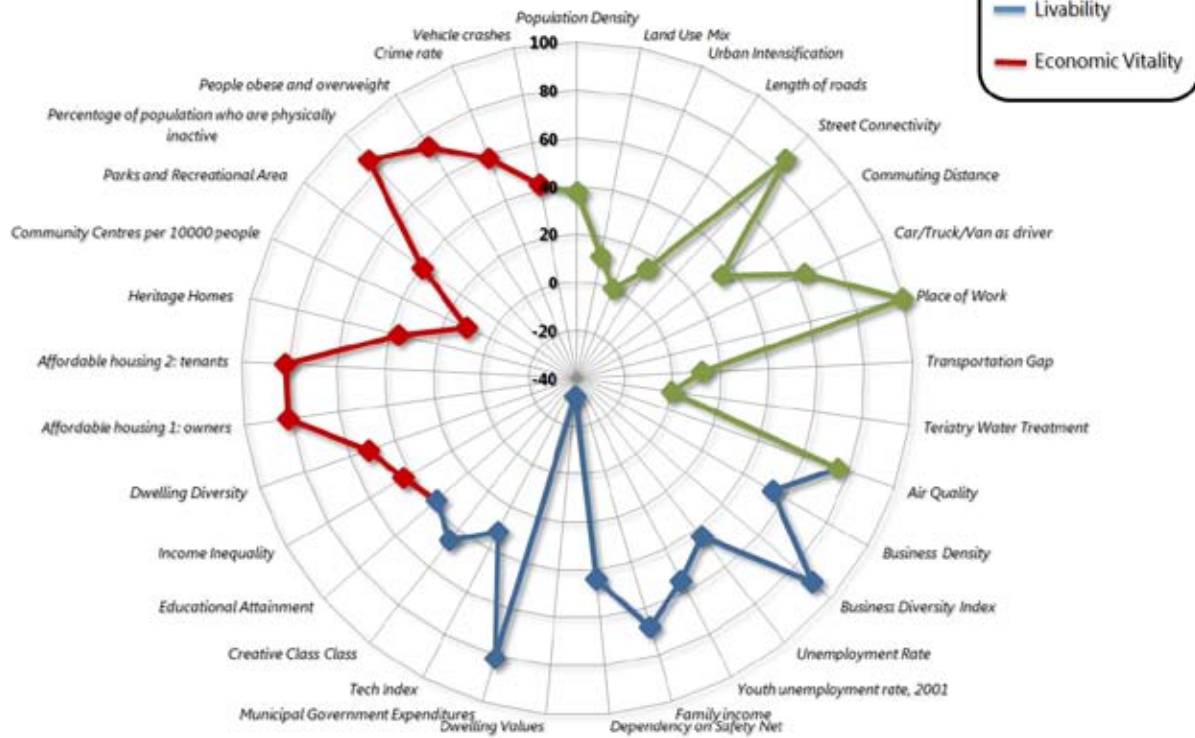 Population Density
Land Use Mix
Urban Intensification
Length of roads
Street Connectivity
Commuting Distance
Car/Truck/Van as driver
Place of Work
Transportation Gap
Teriatry Water Treatment
Air Quality
Business Density
Business Diversity Index
Unemployment Rate
Youth unemployment rate, 2001
Family income
Dependency on Safety Net
Dwelling Values
Municipal Government Expenditures
Tech Index
Creative Class Class
Educational Attainment
Income Inequality
Dwelling Diversity
Affordable housing 1: owners
Affordable housing 2: tenants
Heritage Homes
Community Centres per 10000 people
Parks and Recreational Area
Percentage of population who are physically
inactive
People obese and overweight
Crime rate
Vehicle crashes
100
80
60
40
20
0
-20
-40
Livability
Economic Vitality